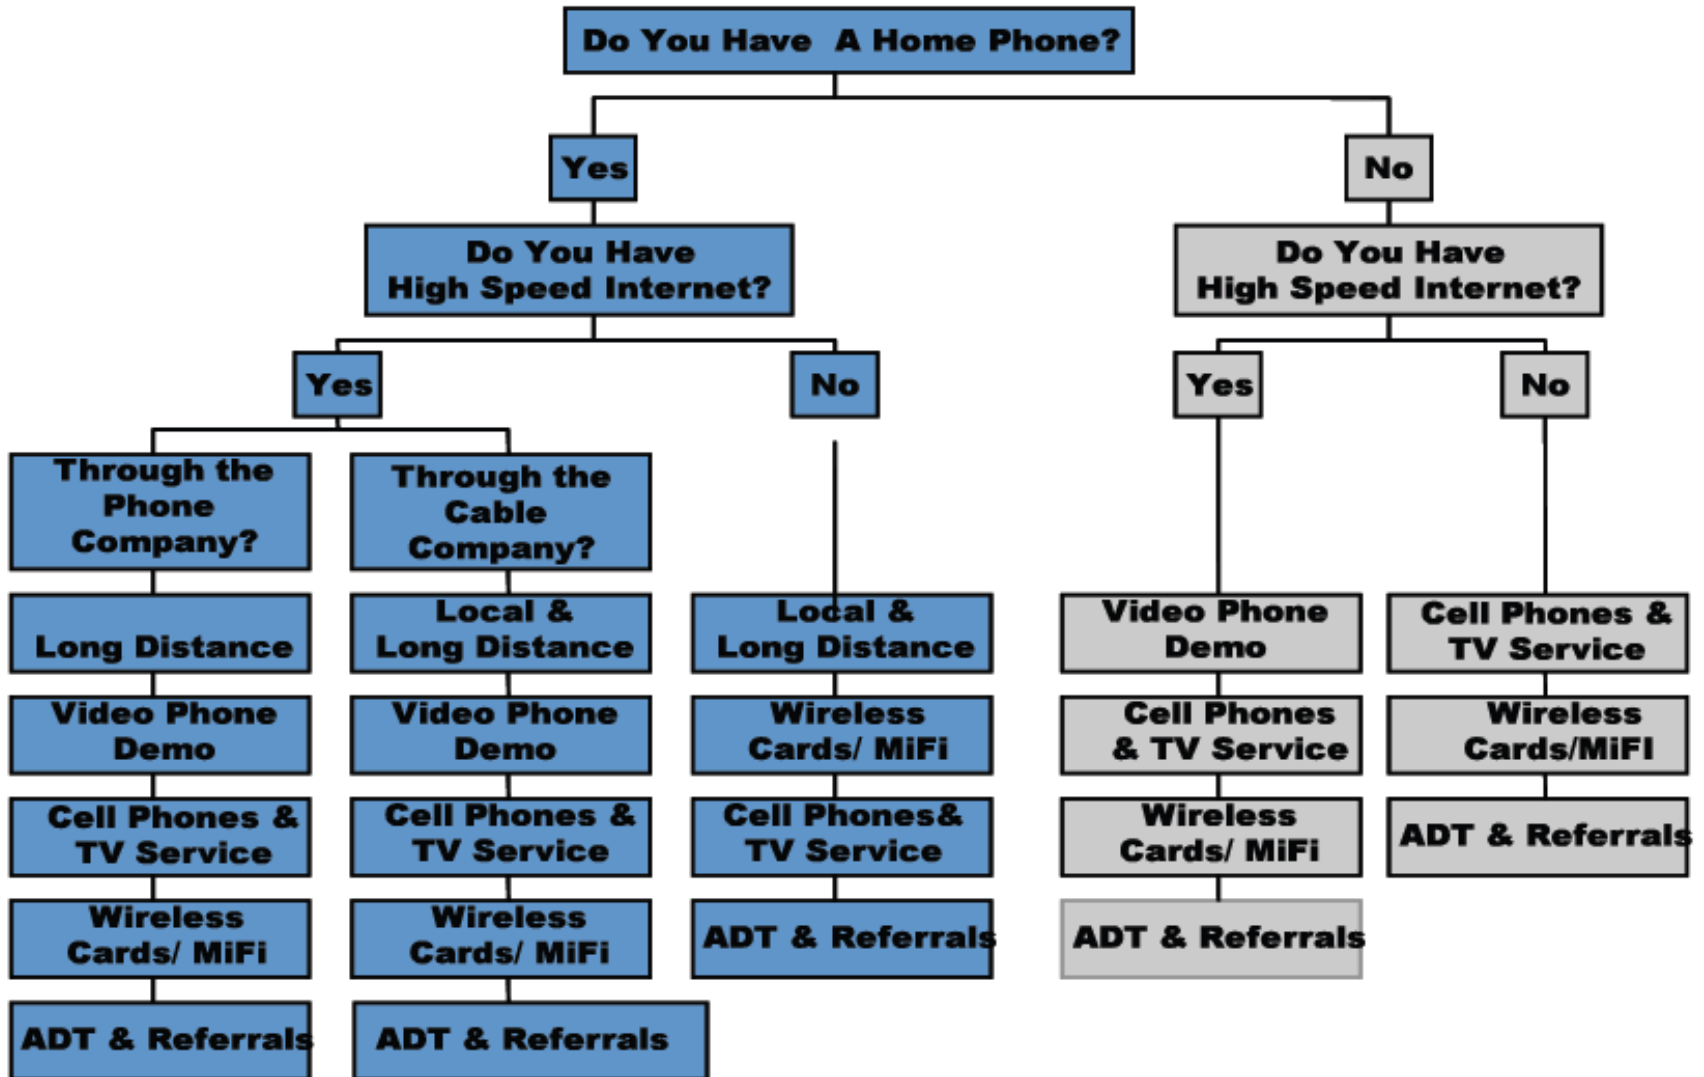 Do You Have A Home Phone?
Yes
No
Do You Have
High Speed Internet?
Do You Have
High Speed Internet?
Yes
No
Yes
No
Through the
Phone
Company?
Through the
Cable
Company?
Long Distance
Local &
Long Distance
Local &
Long Distance
Video Phone
Demo
Cell Phones &
TV Service
Video Phone
Demo
Video Phone
Demo
Wireless
Cards/ MiFi
Cell Phones
& TV Service
Wireless
Cards/MiFI
Cell Phones &
TV Service
Cell Phones &
TV Service
Cell Phones&
TV Service
Wireless
Cards/ MiFi
ADT & Referrals
Wireless
Cards/ MiFi
Wireless
Cards/ MiFi
ADT & Referrals
ADT & Referrals
ADT & Referrals
ADT & Referrals